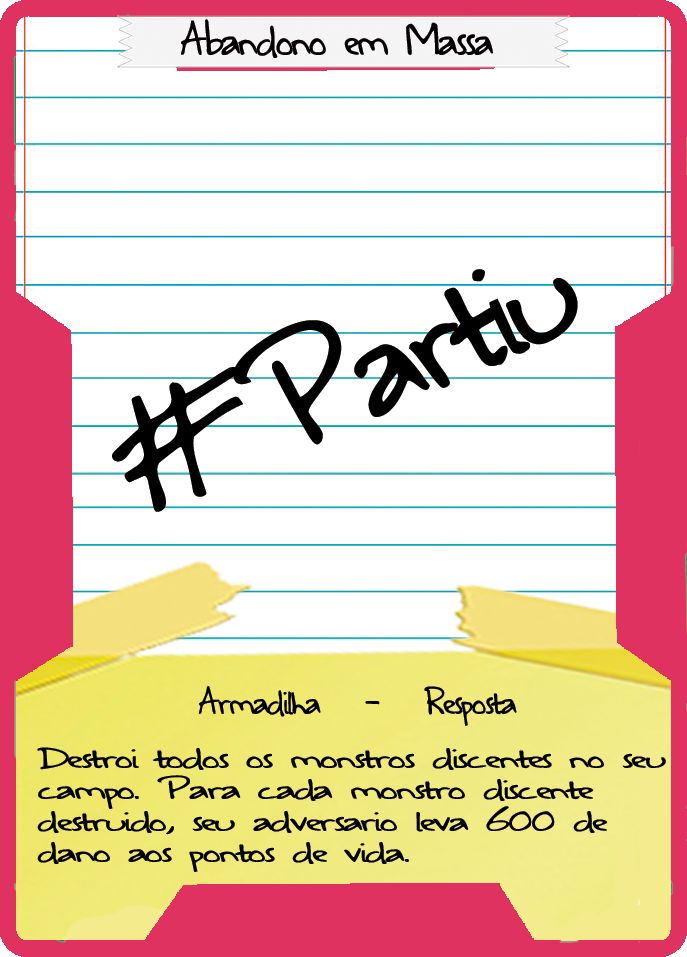 Abandono em Massa
#Partiu
Armadilha - Resposta
Destroi todos os monstros discentes no seu
campo. Para cada monstro discente
destruido, seu adversario leva 600 de
dano aos pontos de vida.